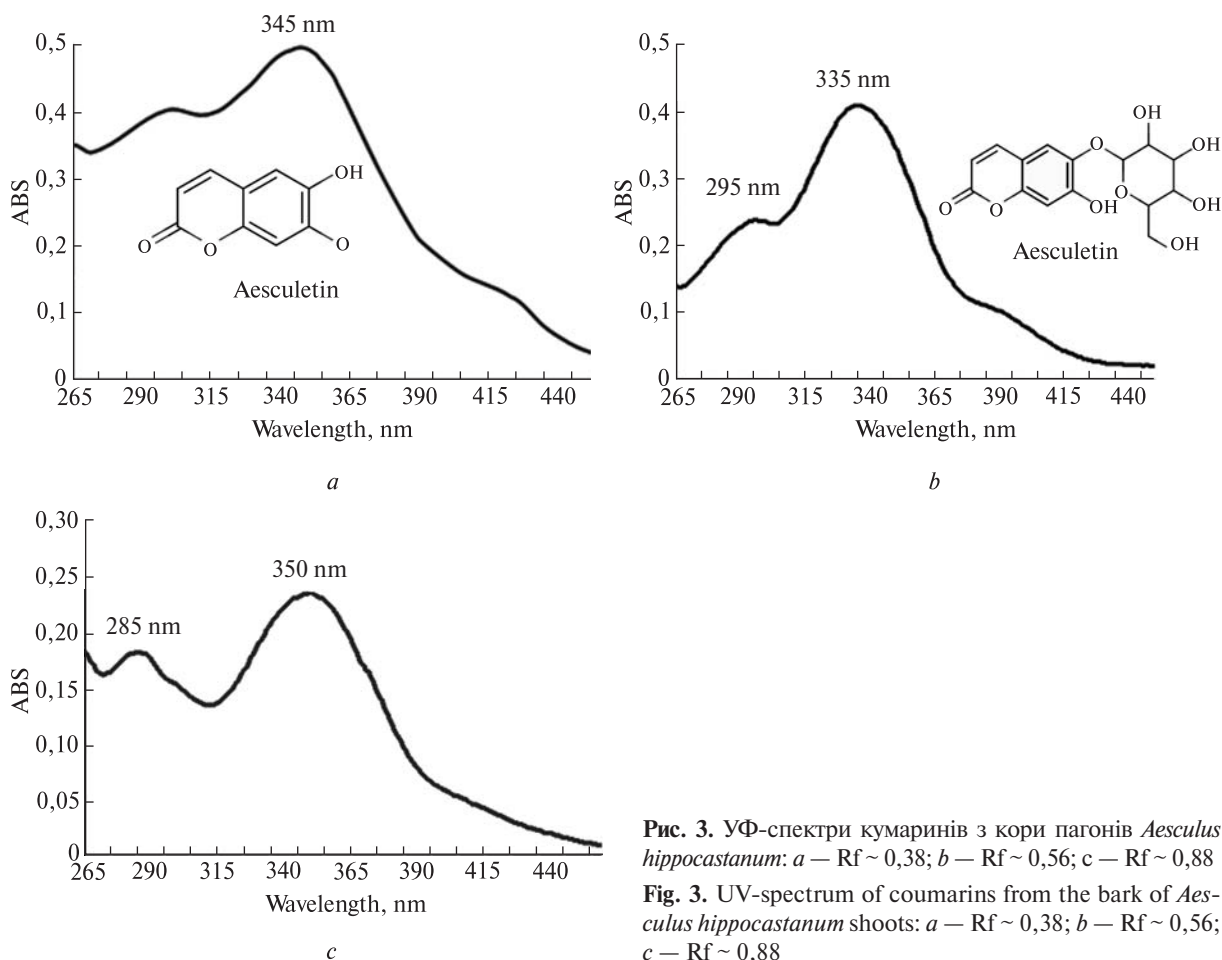 345 nm
0,5
0,4
0,3
0,2
0,1
0
ABS
OH
O
O
O
Aesculetin
265 290 315 340 365 390 415 440
Wavelength, nm
a
0,5
0,4
0,3
0,2
0,1
0
ABS
335 nm
295 nm
OH
O
OH
O
OH
O
O
OH
OH
Aesculetin
265 290 315 340 365 390 415 440
Wavelength, nm
b
0,30
0,25
0,20
0,15
0,10
0,05
0
ABS
350 nm
285 nm
265 290 315 340 365 390 415 440
Wavelength, nm
c
Рис. 3. УФ-спектри кумаринів з кори пагонів Aesculus
hippocastanum: a — Rf ~ 0,38; b — Rf ~ 0,56; c — Rf ~ 0,88
Fig. 3. UV-spectrum of coumarins from the bark of Aes-
culus hippocastanum shoots: a — Rf ~ 0,38; b — Rf ~ 0,56;
c — Rf ~ 0,88